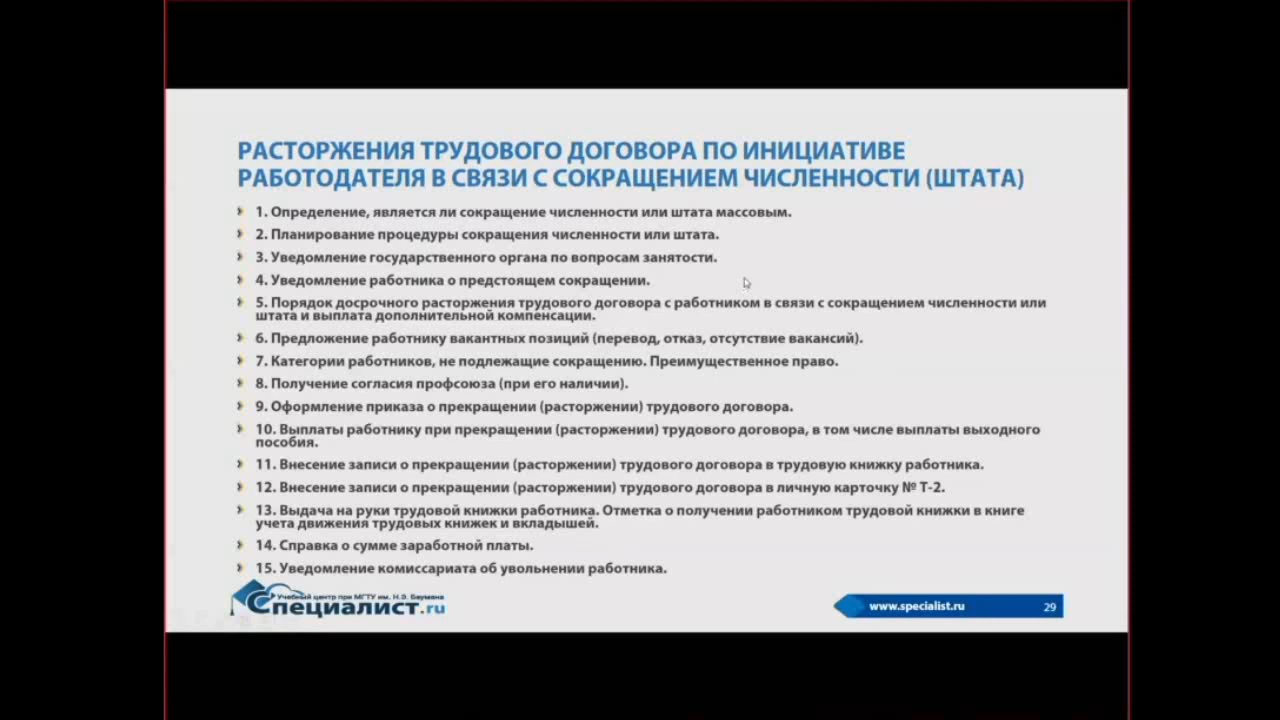 РАСТОРЖЕНИЯ ТРУДОВОГО ДОГОВОРА ПО ИНИЦИАТИВЕ
РАБОТОДАТЕЛЯ В СВЯЗИ С СОКРАЩЕНИЕМ ЧИСЛЕННОСТИ (ШТАТА)
1. Определение, является ли сокращение численности или штата массовым.
2. Планирование процедуры сокращения численности или штата.
3. Уведомление государственного органа по вопросам занятости.
4. Уведомление работника о предстоящем сокращении.
5. Порядок досрочного расторжения трудового договора с работником в связи с сокращением численности или
штата и выплата дополнительной компенсации.
6. Предложение работнику вакантных позиций (перевод, отказ, отсутствие вакансий).
7. Категории работников, не подлежащие сокращению. Преимущественное право.
8. Получение согласия профсоюза (при его наличии).
9. Оформление приказа о прекращении (расторжении) трудового договора.
10. Выплаты работнику при прекращении (расторжении) трудового договора, в том числе выплаты выходного
пособия.
11. Внесение записи о прекращении (расторжении) трудового договора в трудовую книжку работника.
12. Внесение записи о прекращении (расторжении) трудового договора в личную карточку № Т-2.
13. Выдача на руки трудовой книжки работника. Отметка о получении работником трудовой книжки в книге
учета движения трудовых книжек и вкладышей.
14. Справка о сумме заработной платы.
15. Уведомление комиссариата об увольнении работника.
Учебный центр при МГТУ им. Н.Э. Баумана
Специалист.ru
www.specialist.ru
29